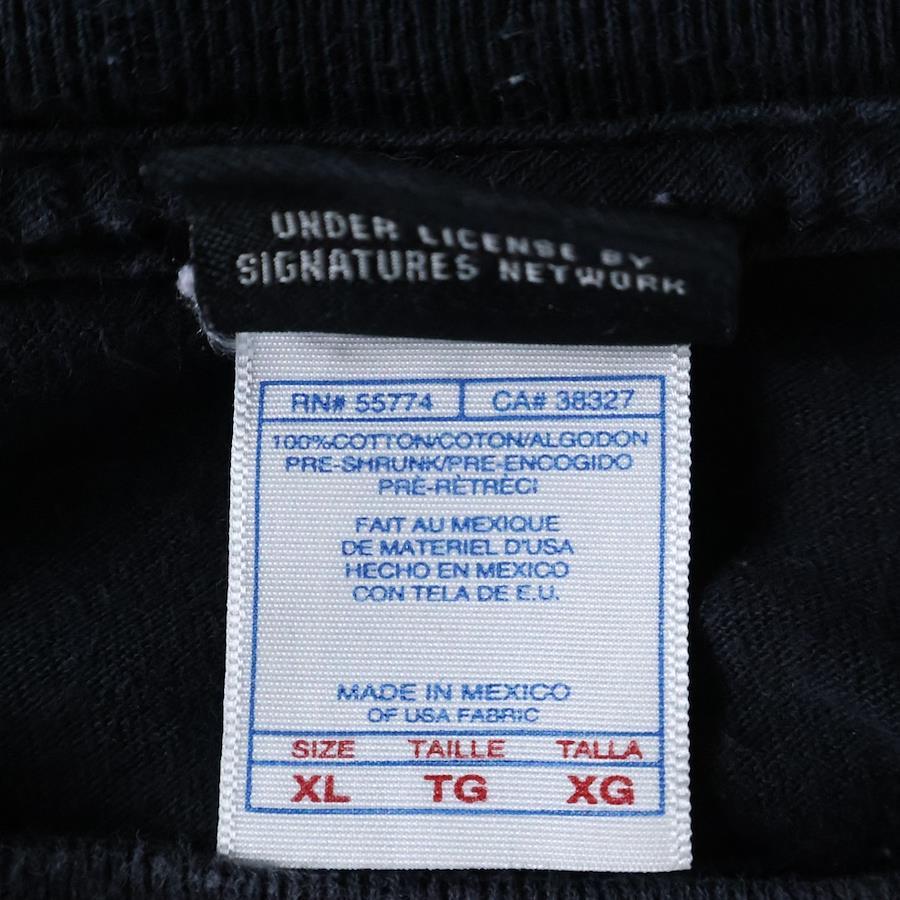 UNDER LICENSE BY
SIGNATURES NETWORK
RN# 55774 CA# 38327
100%COTTON/COTON/ALGODON
PRE-SHRUNK/PRE-ENCOGIDO
PRÉ-RÈTRÈCI
FAIT AU MEXIQUE
DE MATERIEL D'USA
HECHO EN MEXICO
CON TELA DE E.U.
MADE IN MEXICO
OF USA FABRIC
SIZE TAILLE TALLA
XL TG XG